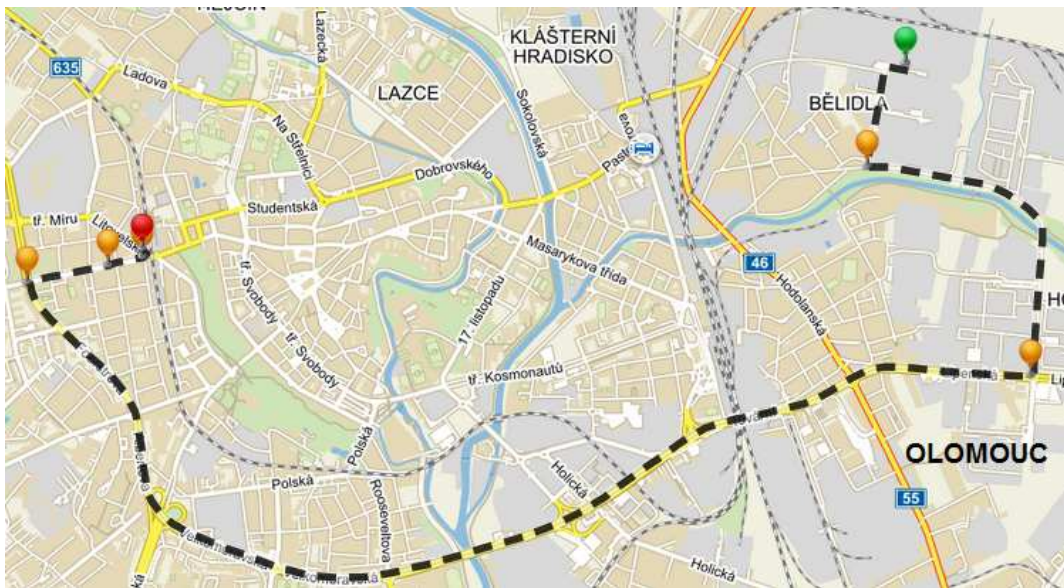 KLÁŠTERNÍ
HRADISKO
635
Ladova
Lazecká
LAZCE
Sokolovská
BĚLIDLA
Na Střelnici
Dobrovského
Studentská
tř. Míru
Litovelská
Masarykova třída
46
Hodolanská
tř. Svobody
tř. Svobody
17. listopadu
tř. Kosmonautů
Polská
Polská
Rooseveltova
Holická
Holická
OLOMOUC
55